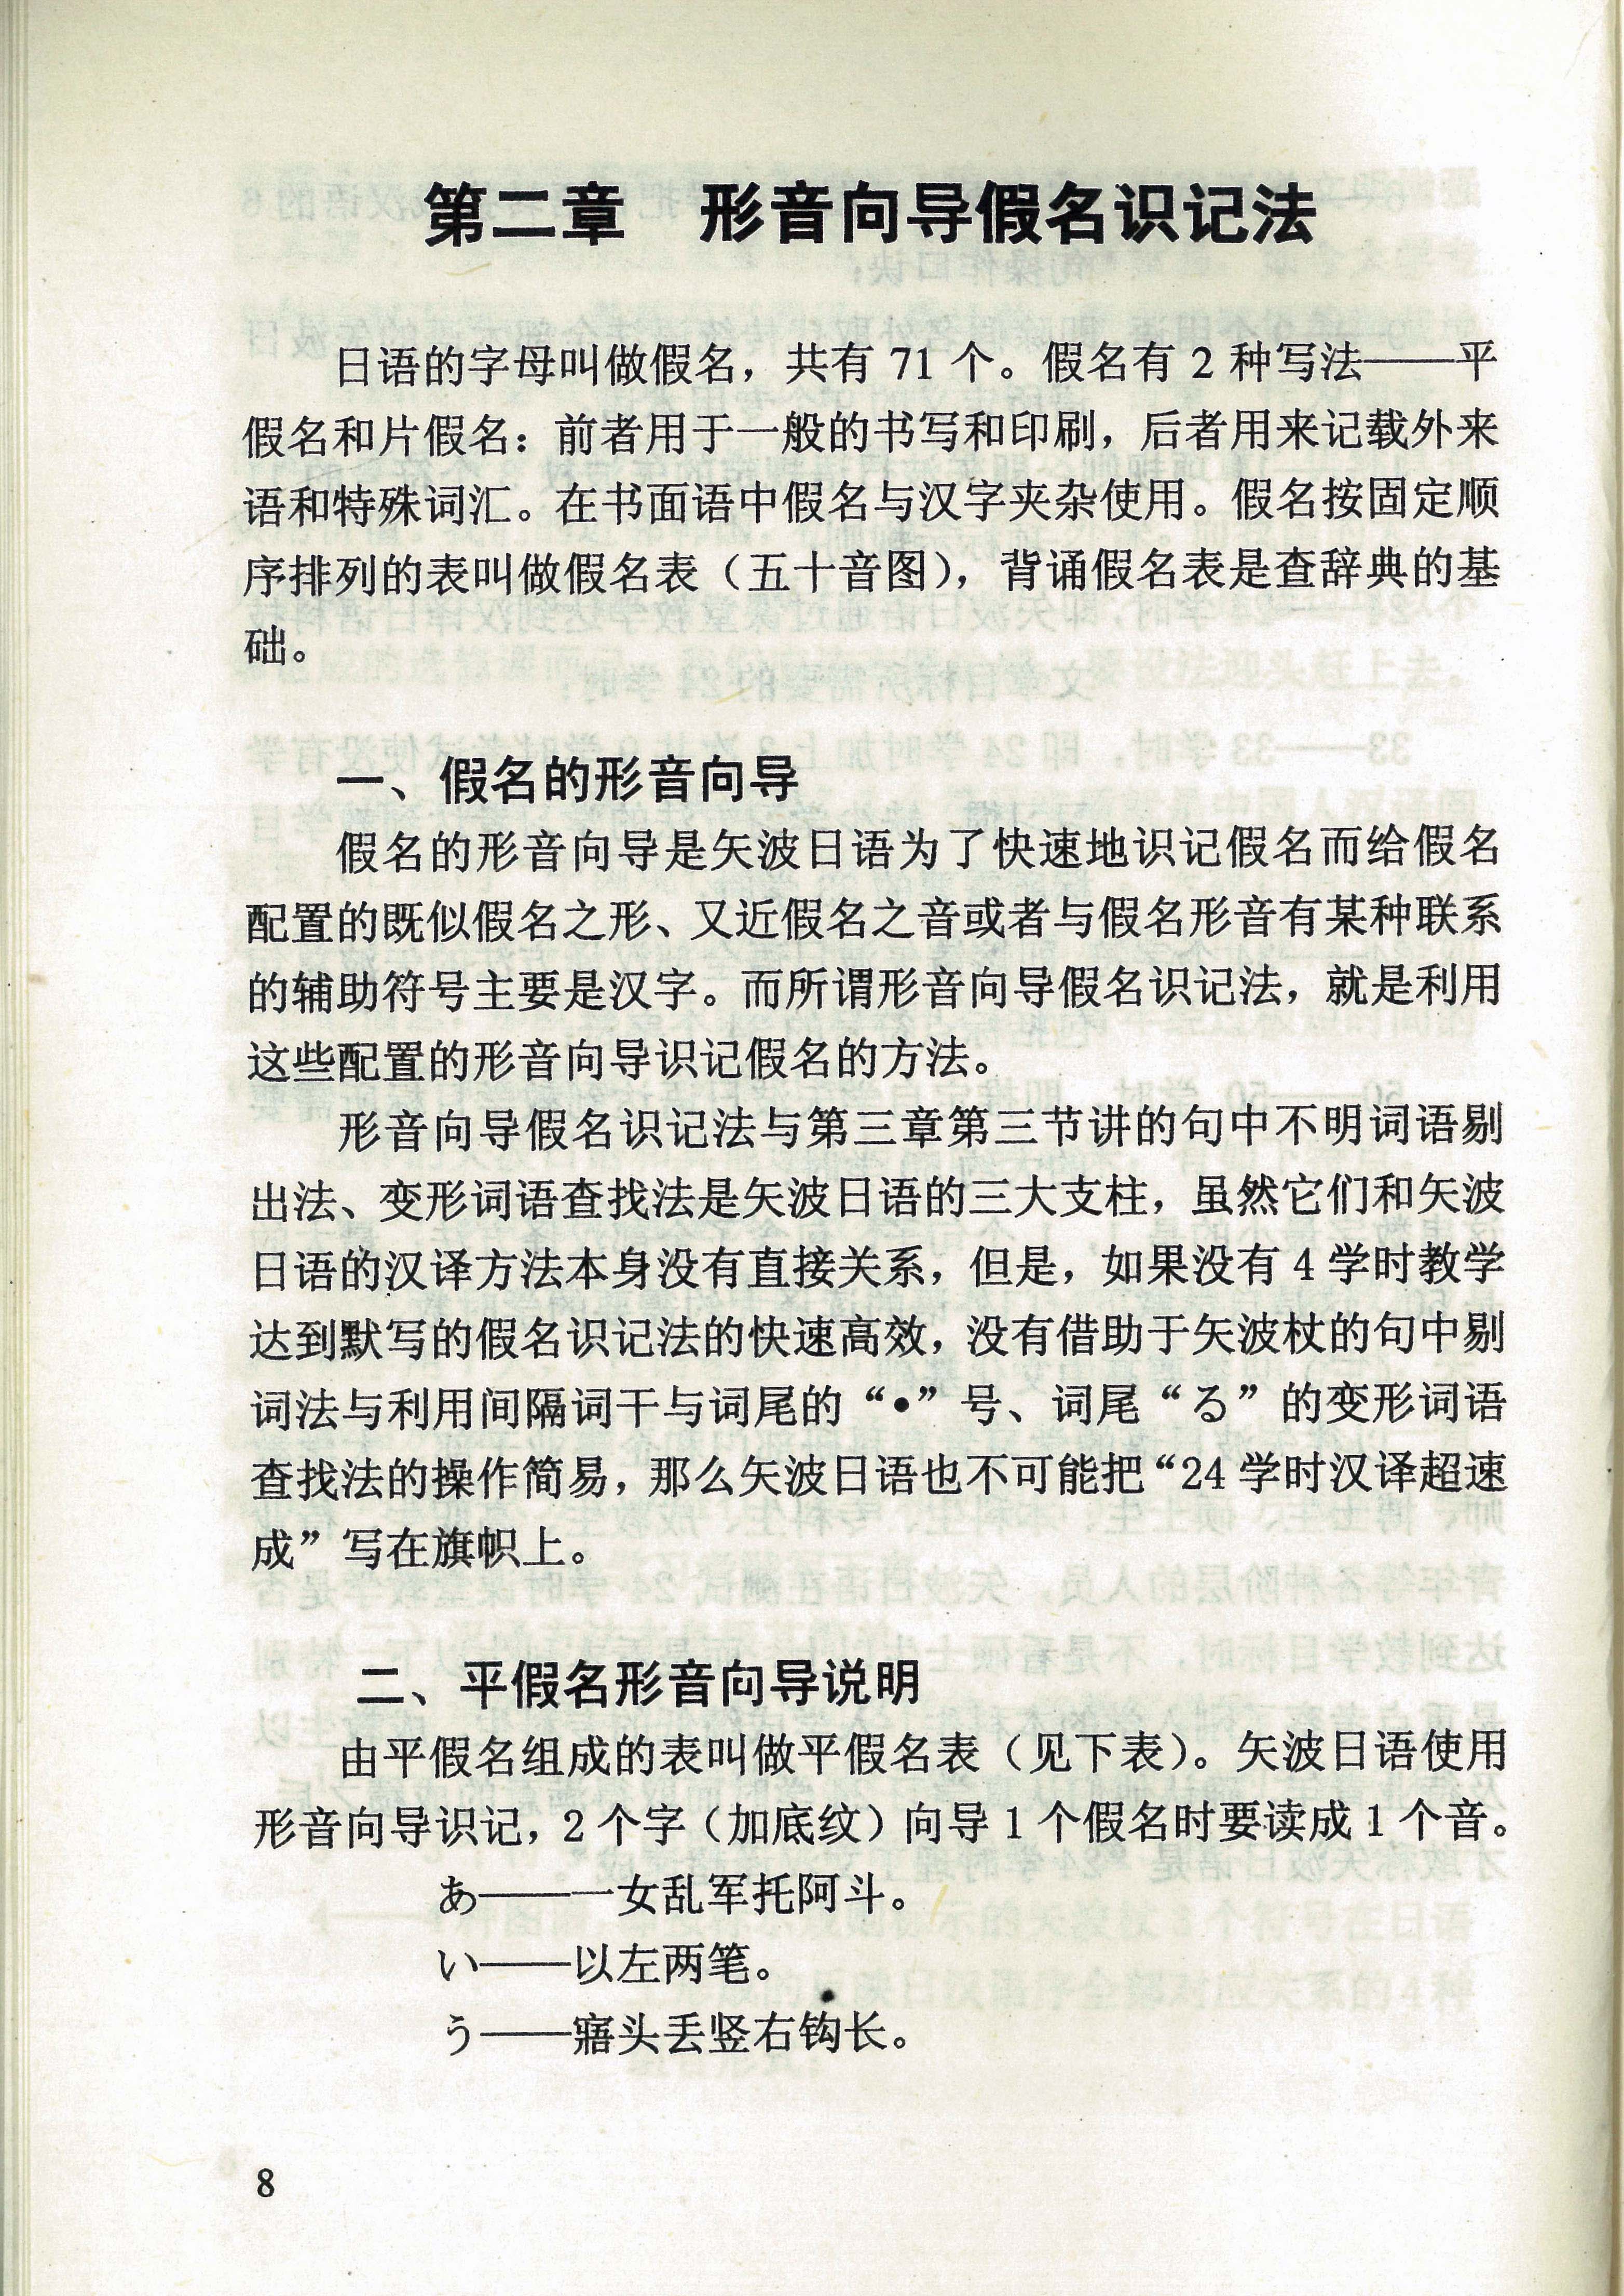 第二章　形音向导假名识记法
日语的字母叫做假名，共有 71 个。假名有 2 种写法——平
假名和片假名：前者用于一般的书写和印刷，后者用来记载外来
语和特殊词汇。在书面语中假名与汉字夹杂使用。假名按固定顺
序排列的表叫做假名表（五十音图），背诵假名表是查辞典的基
础。
一、假名的形音向导
假名的形音向导是矢波日语为了快速地识记假名而给假名
配置的既似假名之形、又近假名之音或者与假名形音有某种联系
的辅助符号主要是汉字。而所谓形音向导假名识记法，就是利用
这些配置的形音向导识记假名的方法。
形音向导假名识记法与第三章第三节讲的句中不明词语剔
出法、变形词语查找法是矢波日语的三大支柱，虽然它们和矢波
日语的汉译方法本身没有直接关系，但是，如果没有 4 学时教学
达到默写的假名识记法的快速高效，没有借助于矢波杖的句中剔
词法与利用间隔词干与词尾的“•”号、词尾“る”的变形词语
查找法的操作简易，那么矢波日语也不可能把“24 学时汉译超速
成”写在旗帜上。
二、平假名形音向导说明
由平假名组成的表叫做平假名表（见下表）。矢波日语使用
形音向导识记，2 个字（加底纹）向导 1 个假名时要读成 1 个音。
あ——一女乱军托阿斗。
い——以左两笔。
う——寤头丢竖右钩长。
8